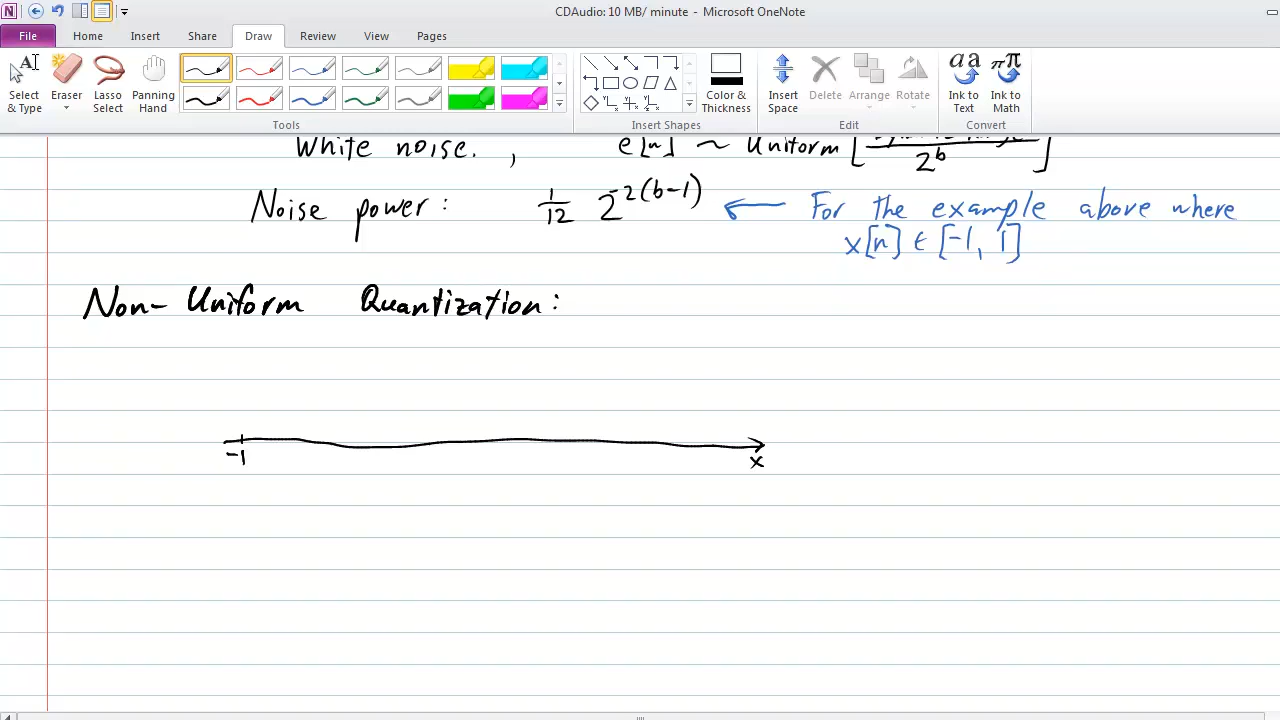 CDAudio: 10 MB/ minute - Microsoft OneNote
File Home Insert Share Draw Review View Pages
Select & Type Eraser Lasso Select Panning Hand Color & Thickness Insert Space Delete Arrange Rotate Ink to Text Ink to Math
Tools Insert Shapes Edit Convert
White noise. , e[n] ~ Uniform [ 2^b ]
Noise power: 1/12 2^-2(b-1) ← For the example above where
x[n] ∈ [-1, 1]
Non-Uniform Quantization:
-1 x